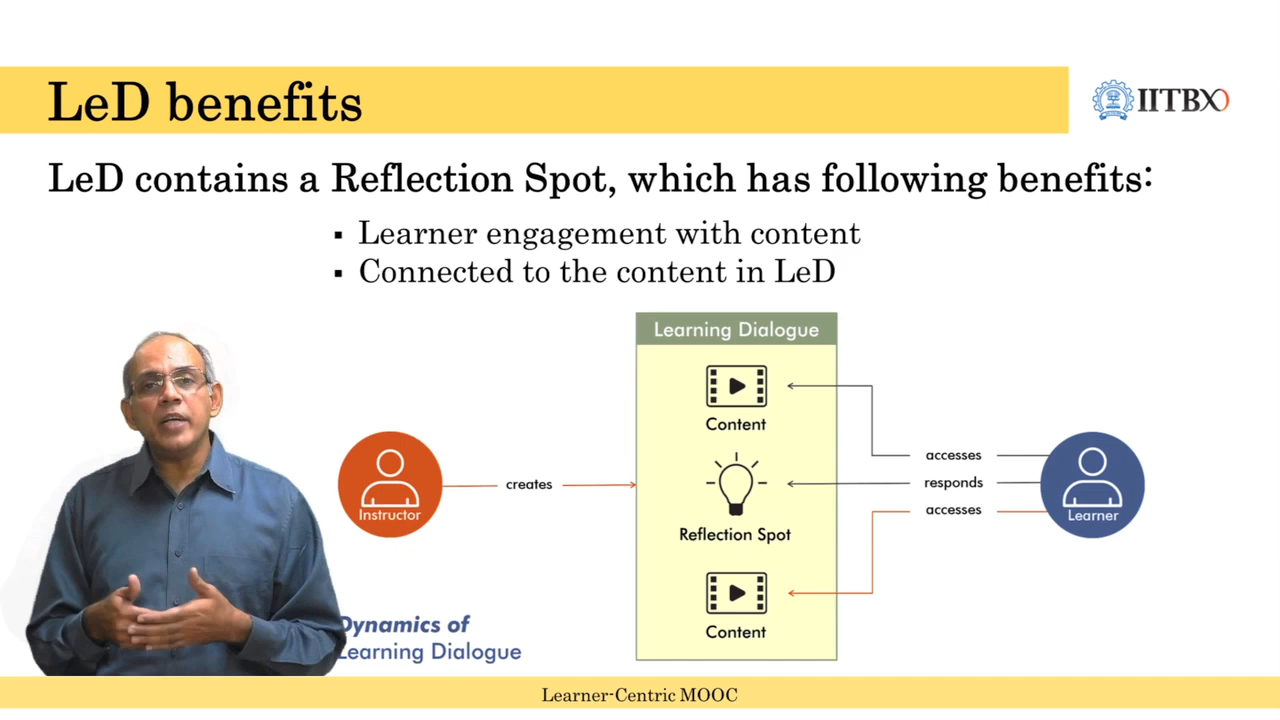 LeD benefits
IITBX
LeD contains a Reflection Spot, which has following benefits:
▪ Learner engagement with content
▪ Connected to the content in LeD
Learning Dialogue
Content
accesses
Instructor
creates
responds
Learner
accesses
Reflection Spot
Content
Dynamics of
Learning Dialogue
Learner-Centric MOOC